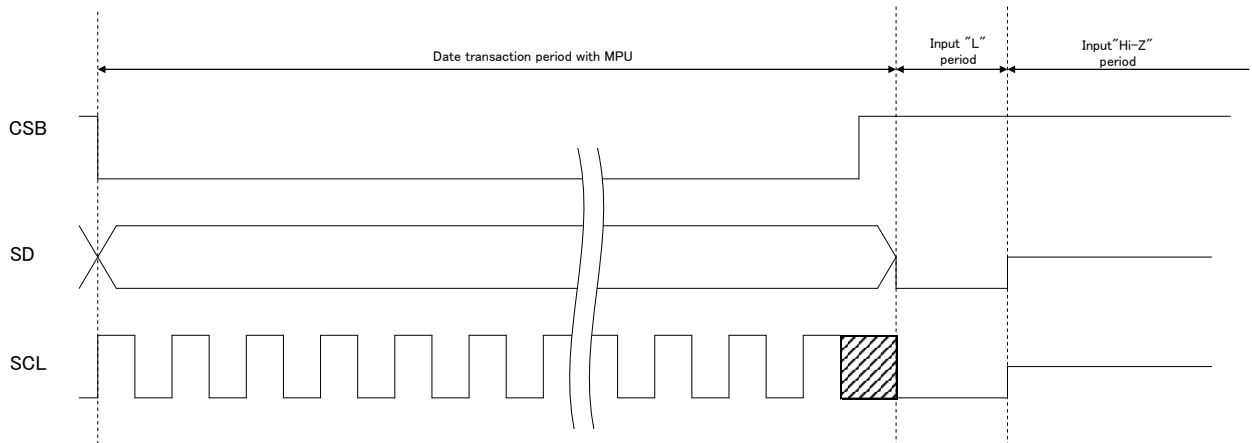 Date transaction period with MPU
Input "L"
period
Input"Hi-Z"
period
CSB
SD
SCL